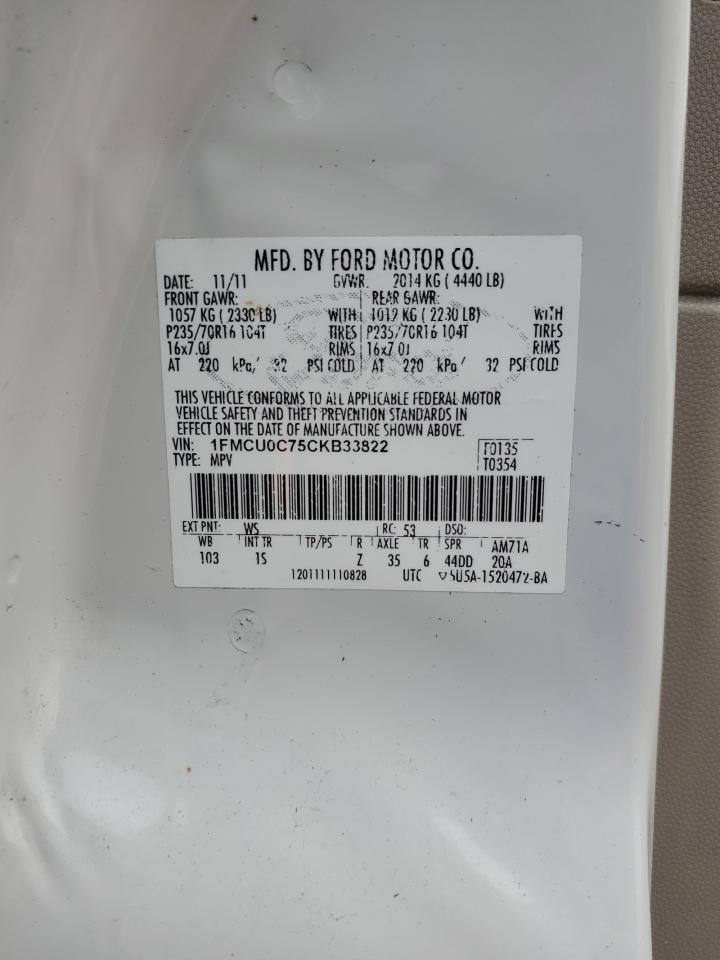 MFD. BY FORD MOTOR CO.
DATE: 11/11 GVWR: 2014 KG ( 4440 LB)
FRONT GAWR: REAR GAWR:
1057 KG ( 2330 LB) WITH 1012 KG ( 2230 LB) WITH
P235/70R16 104T TIRES P235/70R16 104T TIRES
16x7.0J RIMS 16x7.0J RIMS
AT 220 kPa/ 32 PSI COLD AT 220 kPa/ 32 PSI COLD
THIS VEHICLE CONFORMS TO ALL APPLICABLE FEDERAL MOTOR
VEHICLE SAFETY AND THEFT PREVENTION STANDARDS IN
EFFECT ON THE DATE OF MANUFACTURE SHOWN ABOVE.
VIN: 1FMCU0C75CKB33822 F0135
TYPE: MPV T0354
EXT PNT: WS RC: 53 DSO:
WB INT TR TP/PS R AXLE TR SPR AM71A
103 1S Z 35 6 44DD 20A
1201111110828 UTC ▽5U5A-1520472-BA